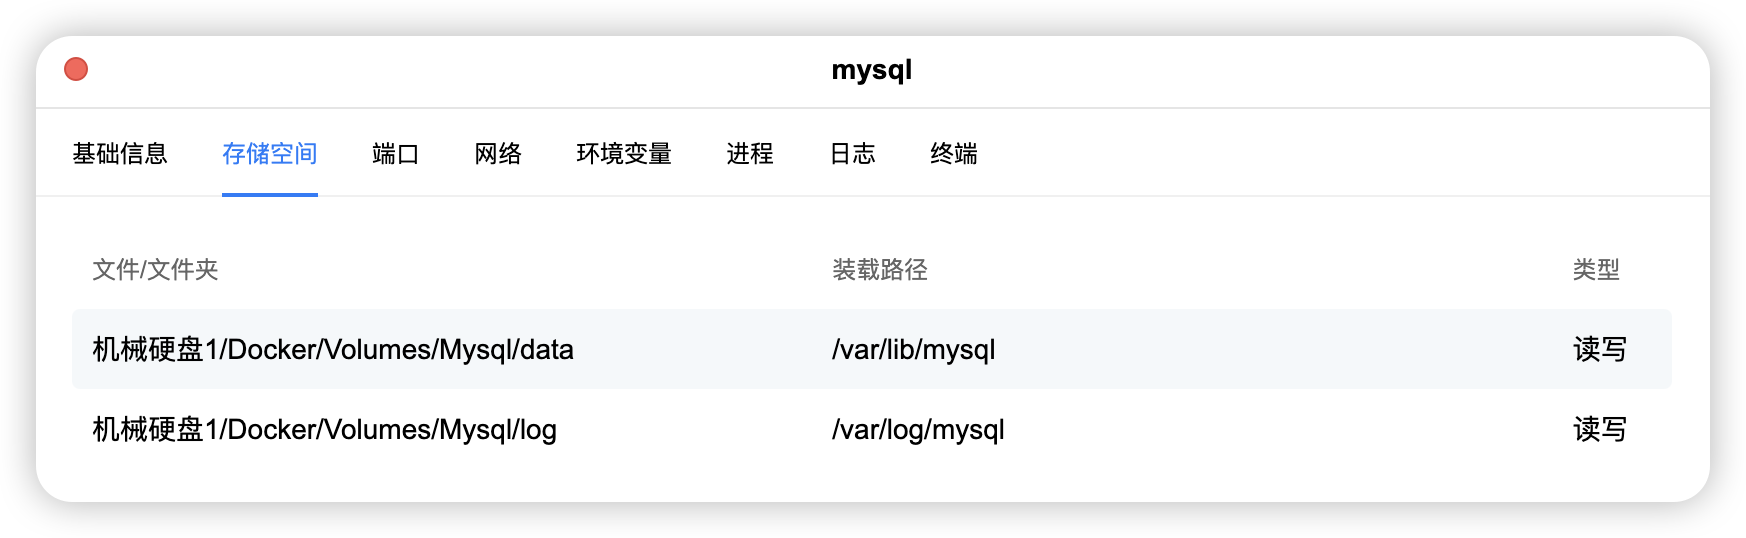 mysql
基础信息 存储空间 端口 网络 环境变量 进程 日志 终端
文件/文件夹 装载路径 类型
机械硬盘1/Docker/Volumes/Mysql/data /var/lib/mysql 读写
机械硬盘1/Docker/Volumes/Mysql/log /var/log/mysql 读写